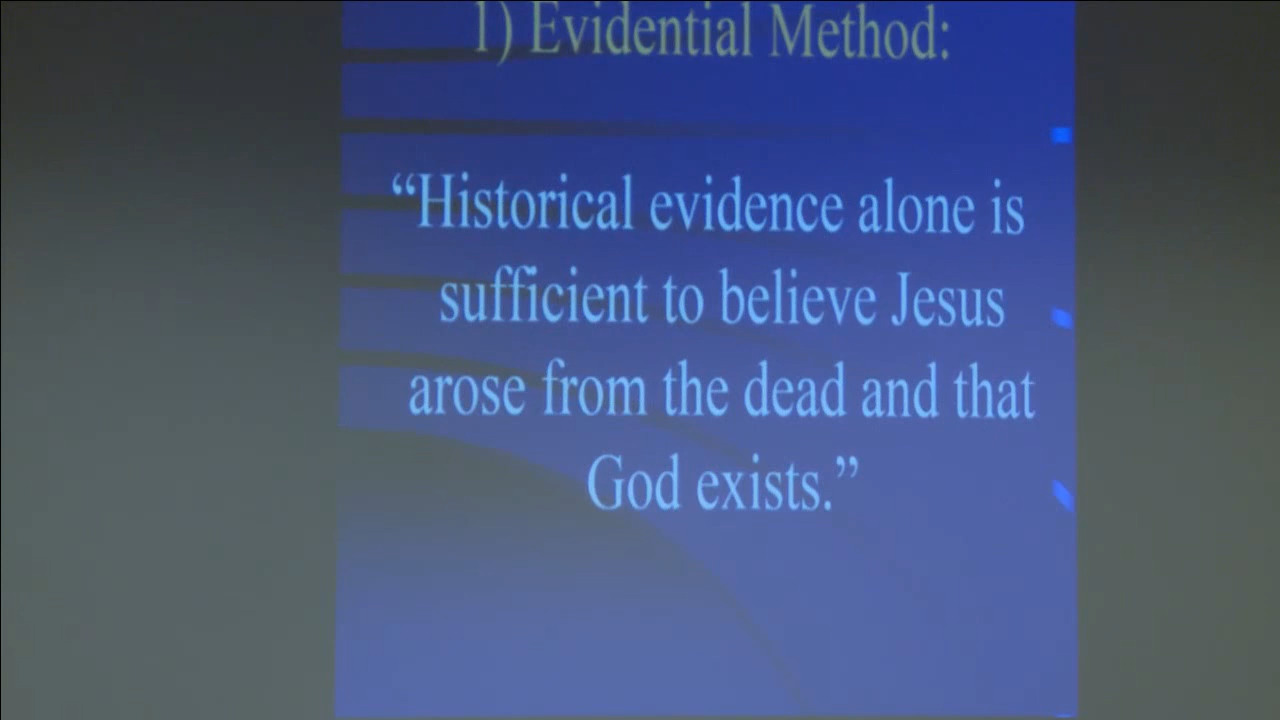 1) Evidential Method:
“Historical evidence alone is
sufficient to believe Jesus
arose from the dead and that
God exists.”